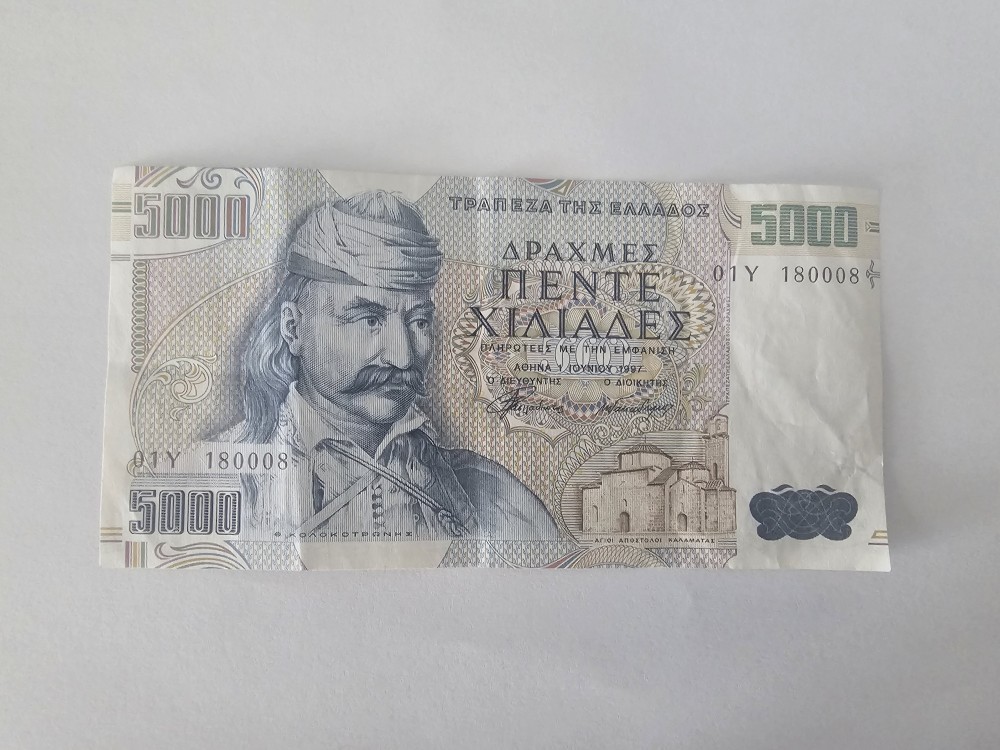 5000
ΤΡΑΠΕΖΑ ΤΗΣ ΕΛΛΑΔΟΣ
5000
ΔΡΑΧΜΕΣ
ΠΕΝΤΕ
ΧΙΛΙΑΔΕΣ
01Υ 180008
ΠΛΗΡΩΤΕΕΣ ΜΕ ΤΗΝ ΕΜΦΑΝΙΣΗ
ΑΘΗΝΑ 1 ΙΟΥΝΙΟΥ 1997
Ο ΔΙΕΥΘΥΝΤΗΣ Ο ΔΙΟΙΚΗΤΗΣ
01Υ 180008
5000
Θ. ΚΟΛΟΚΟΤΡΩΝΗΣ
ΑΓΙΟΙ ΑΠΟΣΤΟΛΟΙ ΚΑΛΑΜΑΤΑΣ